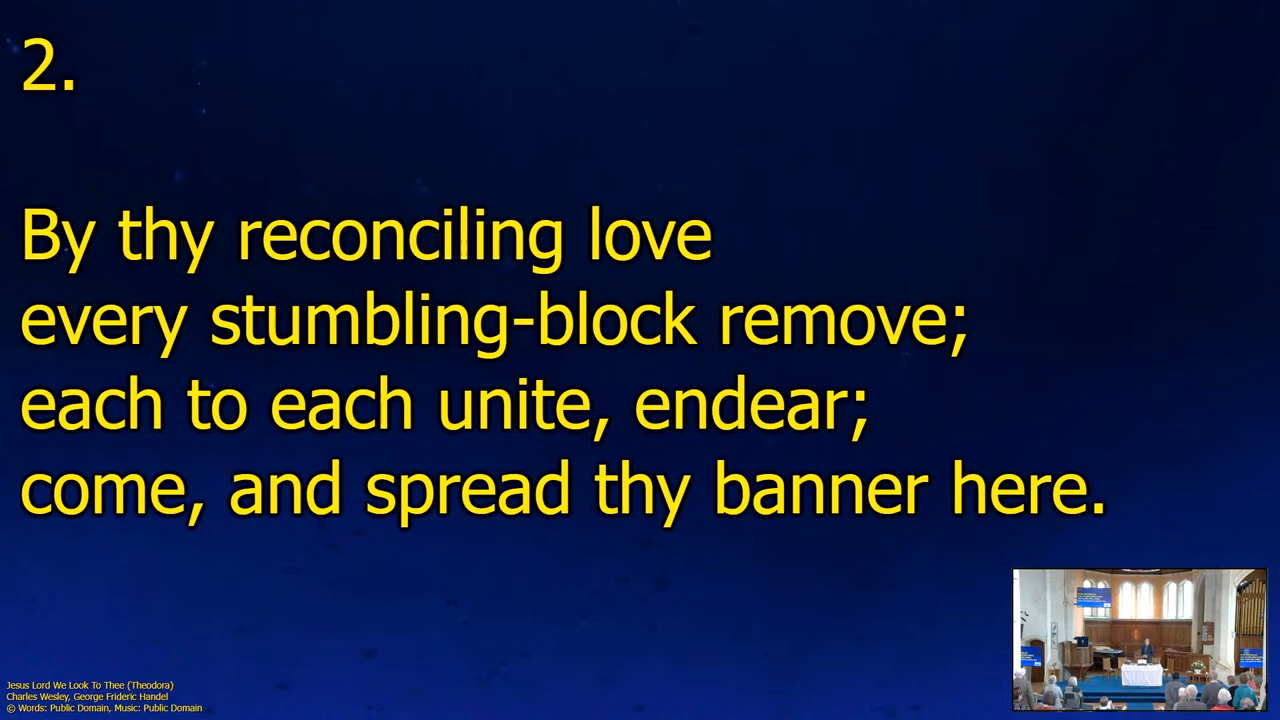 2.
By thy reconciling love
every stumbling-block remove;
each to each unite, endear;
come, and spread thy banner here.
Jesus Lord We Look To Thee (Theodora)
Charles Wesley, George Frideric Handel
© Words: Public Domain, Music: Public Domain